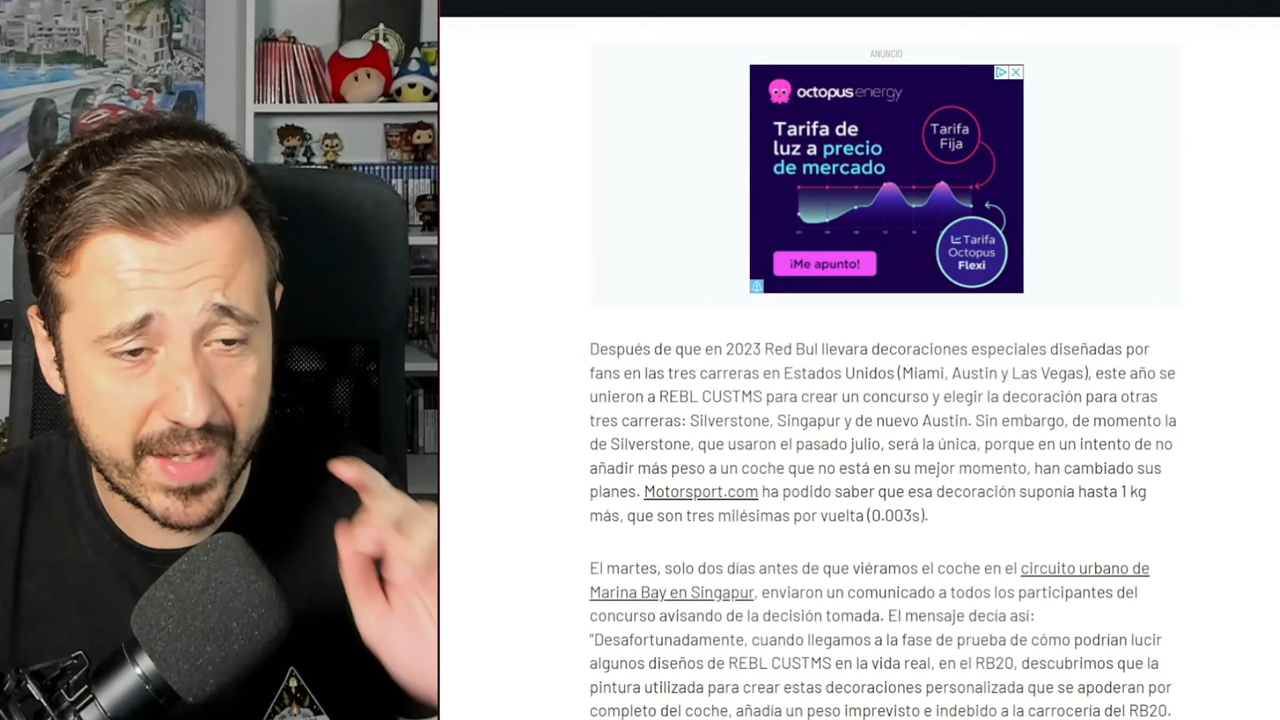 ANUNCIO
octopus energy
Tarifa de
luz a precio
de mercado
Tarifa
Fija
Tarifa
Octopus
Flexi
¡Me apunto!
Después de que en 2023 Red Bul llevara decoraciones especiales diseñadas por
fans en las tres carreras en Estados Unidos (Miami, Austin y Las Vegas), este año se
unieron a REBL CUSTMS para crear un concurso y elegir la decoración para otras
tres carreras: Silverstone, Singapur y de nuevo Austin. Sin embargo, de momento la
de Silverstone, que usaron el pasado julio, será la única, porque en un intento de no
añadir más peso a un coche que no está en su mejor momento, han cambiado sus
planes. Motorsport.com ha podido saber que esa decoración suponía hasta 1 kg
más, que son tres milésimas por vuelta (0.003s).
El martes, solo dos días antes de que viéramos el coche en el circuito urbano de
Marina Bay en Singapur, enviaron un comunicado a todos los participantes del
concurso avisando de la decisión tomada. El mensaje decía así:
"Desafortunadamente, cuando llegamos a la fase de prueba de cómo podrían lucir
algunos diseños de REBL CUSTMS en la vida real, en el RB20, descubrimos que la
pintura utilizada para crear estas decoraciones personalizada que se apoderan por
completo del coche, añadía un peso imprevisto e indebido a la carrocería del RB20.